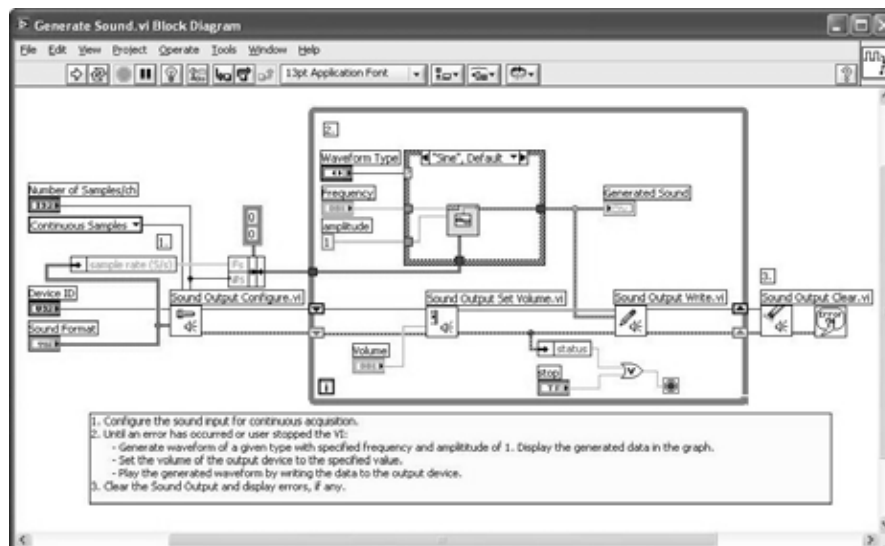 Generate Sound.vi Block Diagram
File Edit View Project Operate Tools Window Help
13pt Application Font
2.
Waveform Type
"Sine", Default
Number of Samples/ch
Frequency
Generated Sound
Continuous Samples
amplitude
1
0
0
1.
sample rate (S/s)
Fs
3.
Device ID
Sound Output Configure.vi
Sound Output Set Volume.vi
Sound Output Write.vi
Sound Output Clear.vi
Sound Format
Error
Volume
status
stop
i
1. Configure the sound input for continuous acquisition.
2. Until an error has occurred or user stopped the VI:
- Generate waveform of a given type with specified frequency and amplititude of 1. Display the generated data in the graph.
- Set the volume of the output device to the specified value.
- Play the generated waveform by writing the data to the output device.
3. Clear the Sound Output and display errors, if any.